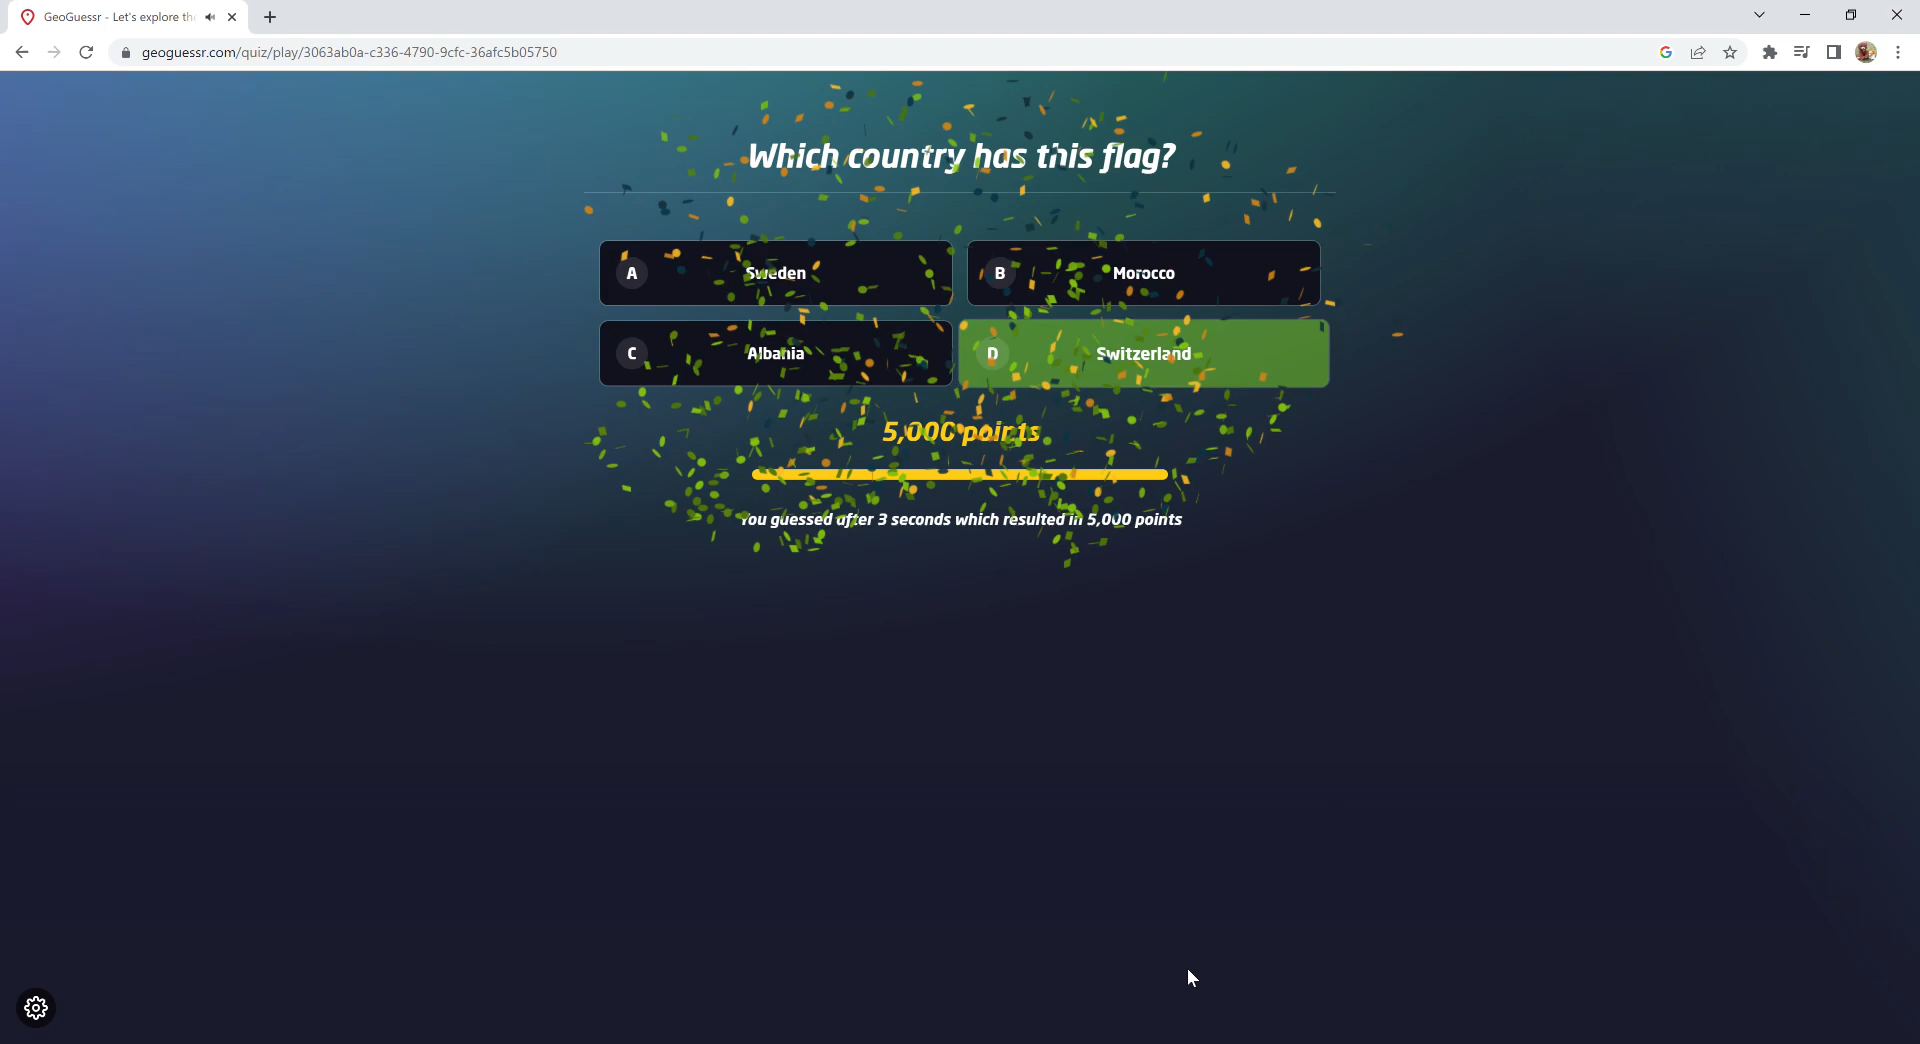 GeoGuessr - Let's explore th
geoguessr.com/quiz/play/3063ab0a-c336-4790-9cfc-36afc5b05750
Which country has this flag?
A Sweden
B Morocco
C Albania
D Switzerland
5,000 points
You guessed after 3 seconds which resulted in 5,000 points